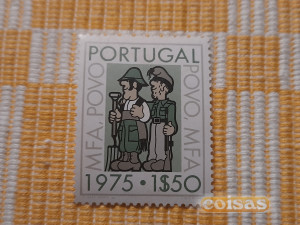 PORTUGAL
MFA, POVO
POVO, MFA
1975 • 1$50
coisas